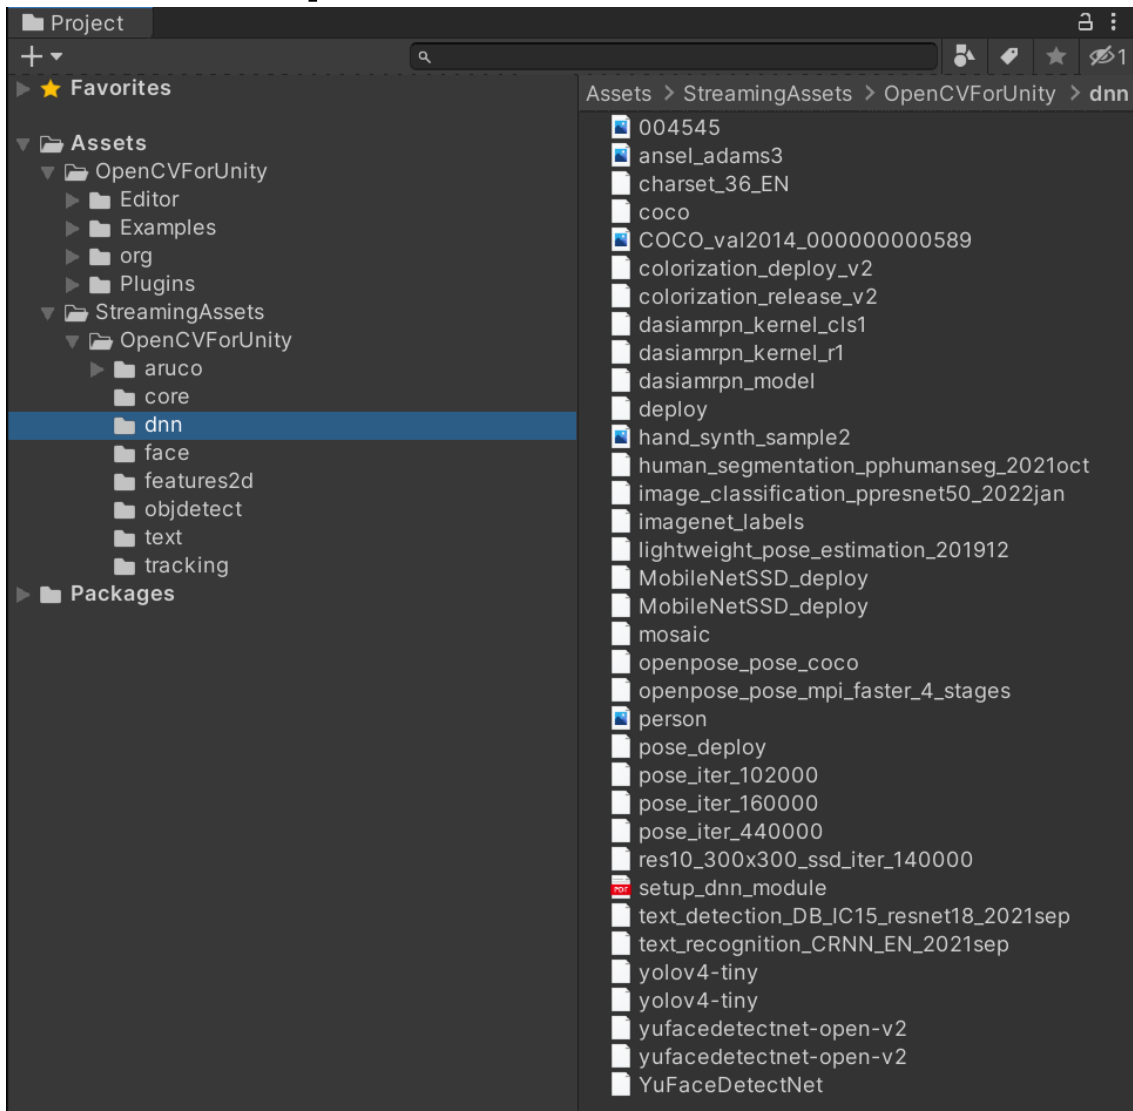 Project
1
Favorites
Assets
OpenCVForUnity
Editor
Examples
org
Plugins
StreamingAssets
OpenCVForUnity
aruco
core
dnn
face
features2d
objdetect
text
tracking
Packages
Assets > StreamingAssets > OpenCVForUnity > dnn
004545
ansel_adams3
charset_36_EN
coco
COCO_val2014_000000000589
colorization_deploy_v2
colorization_release_v2
dasiamrpn_kernel_cls1
dasiamrpn_kernel_r1
dasiamrpn_model
deploy
hand_synth_sample2
human_segmentation_pphumanseg_2021oct
image_classification_ppresnet50_2022jan
imagenet_labels
lightweight_pose_estimation_201912
MobileNetSSD_deploy
MobileNetSSD_deploy
mosaic
openpose_pose_coco
openpose_pose_mpi_faster_4_stages
person
pose_deploy
pose_iter_102000
pose_iter_160000
pose_iter_440000
res10_300x300_ssd_iter_140000
PDF setup_dnn_module
text_detection_DB_IC15_resnet18_2021sep
text_recognition_CRNN_EN_2021sep
yolov4-tiny
yolov4-tiny
yufacedetectnet-open-v2
yufacedetectnet-open-v2
YuFaceDetectNet